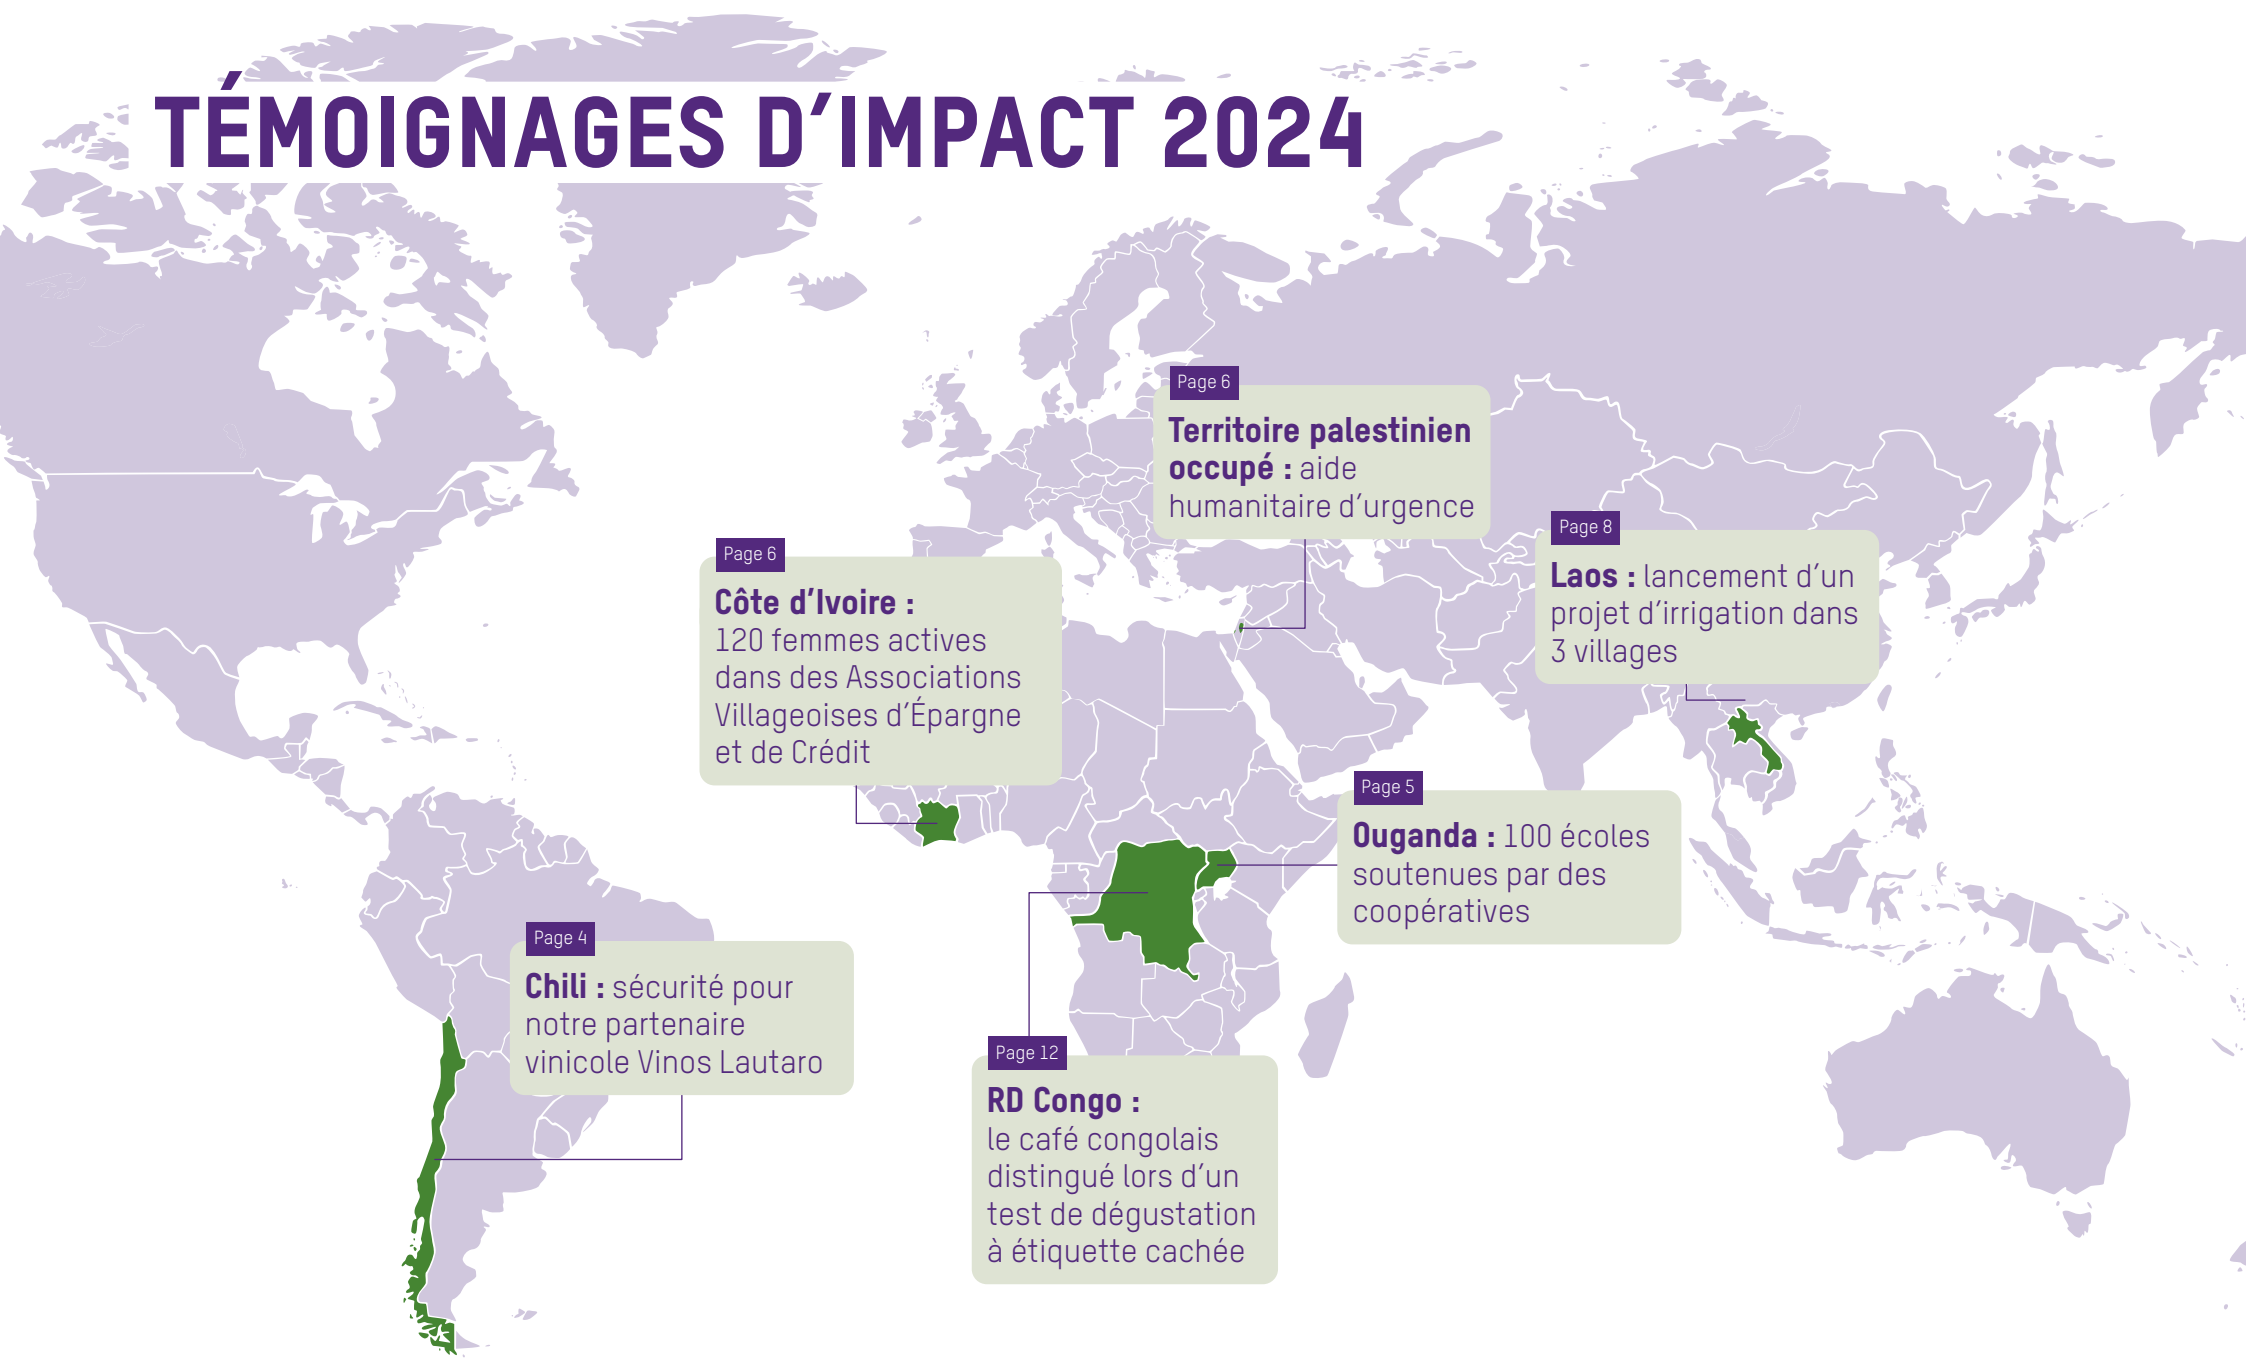 TÉMOIGNAGES D’IMPACT 2024
Page 6
Territoire palestinien
occupé : aide
humanitaire d’urgence
Page 8
Laos : lancement d’un
projet d’irrigation dans
3 villages
Page 6
Côte d’Ivoire :
120 femmes actives
dans des Associations
Villageoises d’Épargne
et de Crédit
Page 5
Ouganda : 100 écoles
soutenues par des
coopératives
Page 4
Chili : sécurité pour
notre partenaire
vinicole Vinos Lautaro
Page 12
RD Congo :
le café congolais
distingué lors d’un
test de dégustation
à étiquette cachée